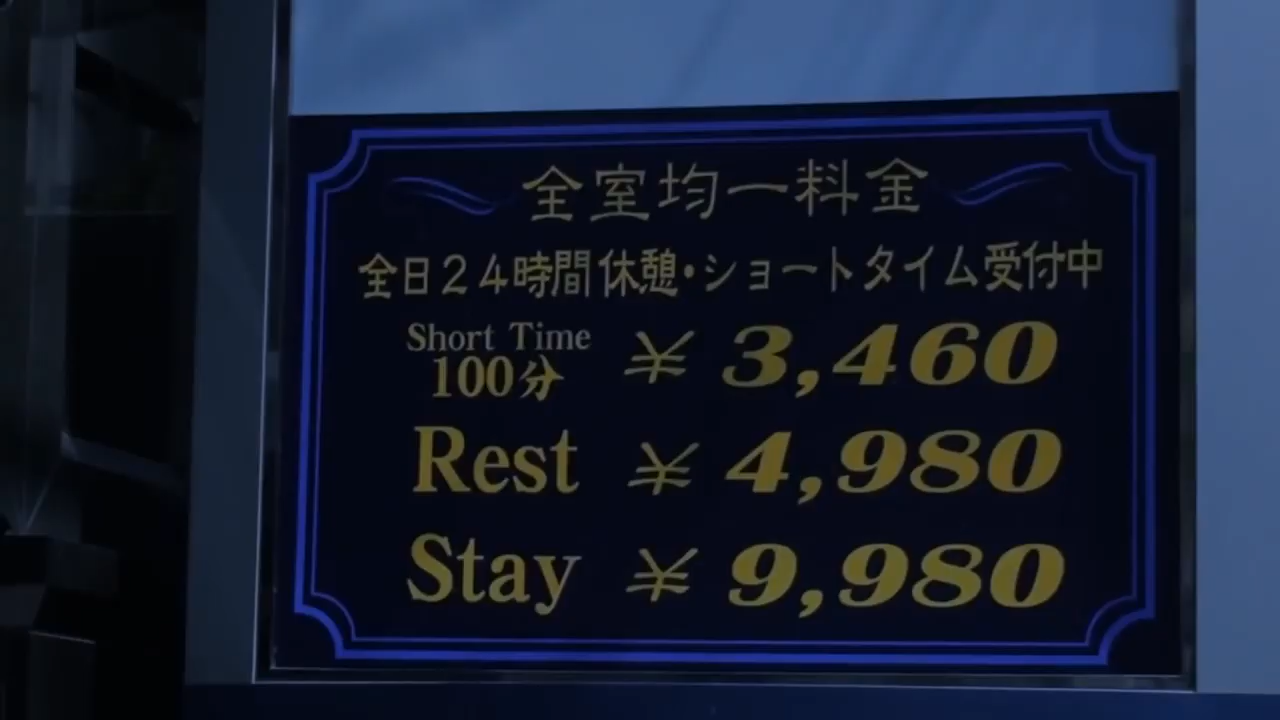 全室均一料金
全日24時間休憩・ショートタイム受付中
Short Time
100分 ¥3,460
Rest ¥4,980
Stay ¥9,980